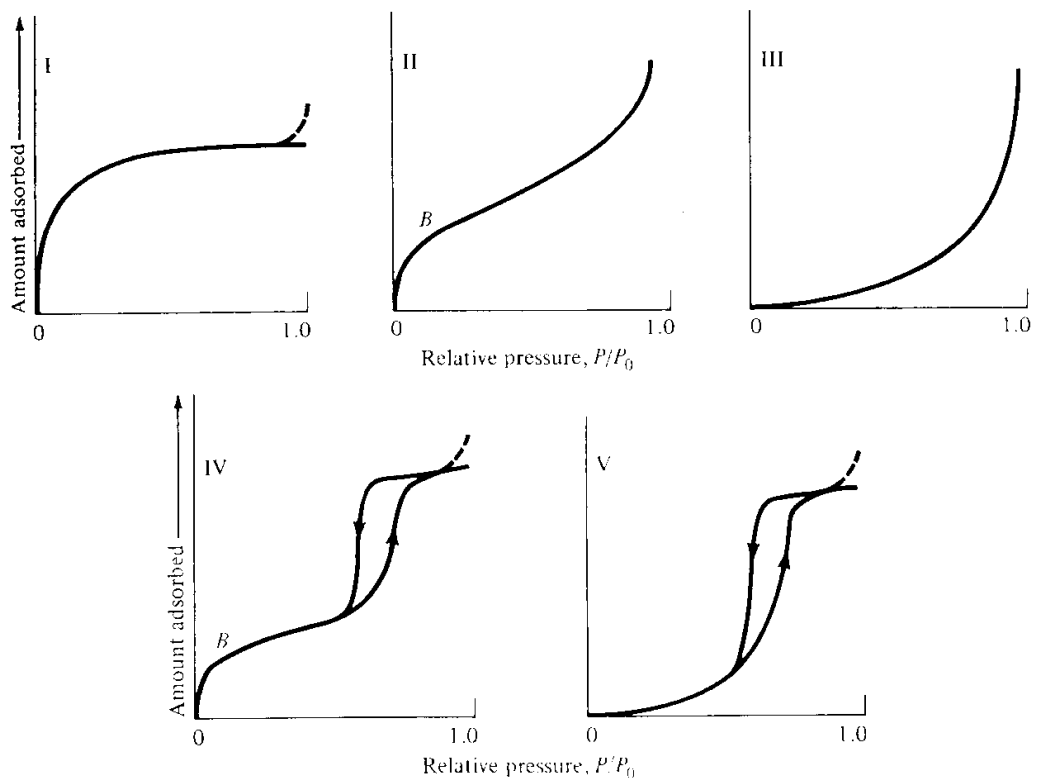 I
II
III
Amount adsorbed
B
0
1.0
0
1.0
0
1.0
Relative pressure, P/P₀
IV
V
Amount adsorbed
B
0
1.0
0
1.0
Relative pressure, P/P₀